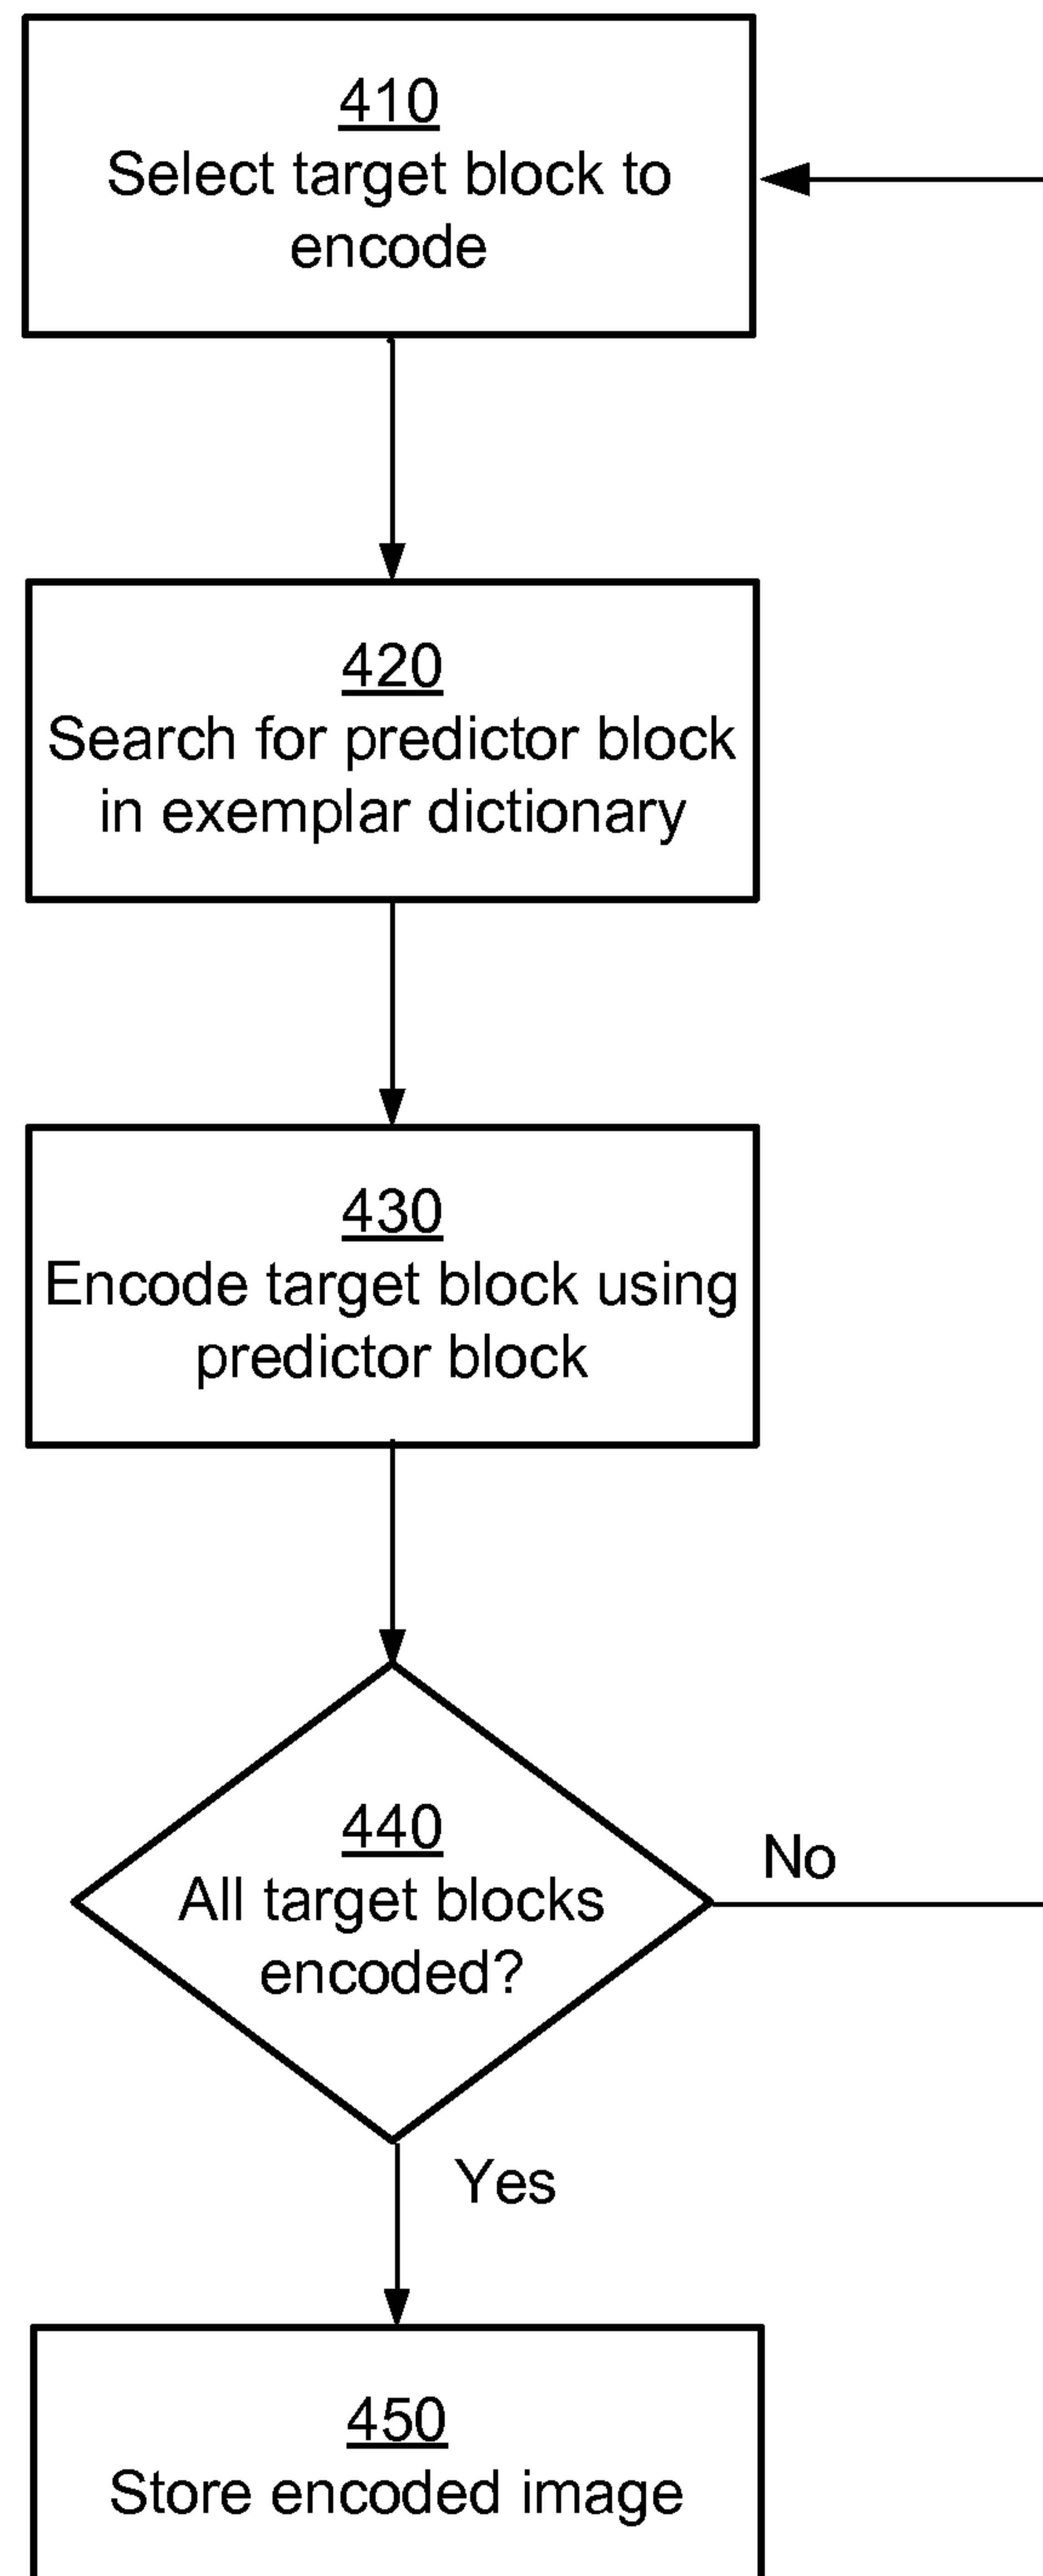 410
Select target block to
encode
420
Search for predictor block
in exemplar dictionary
430
Encode target block using
predictor block
440
All target blocks
encoded?
No
Yes
450
Store encoded image